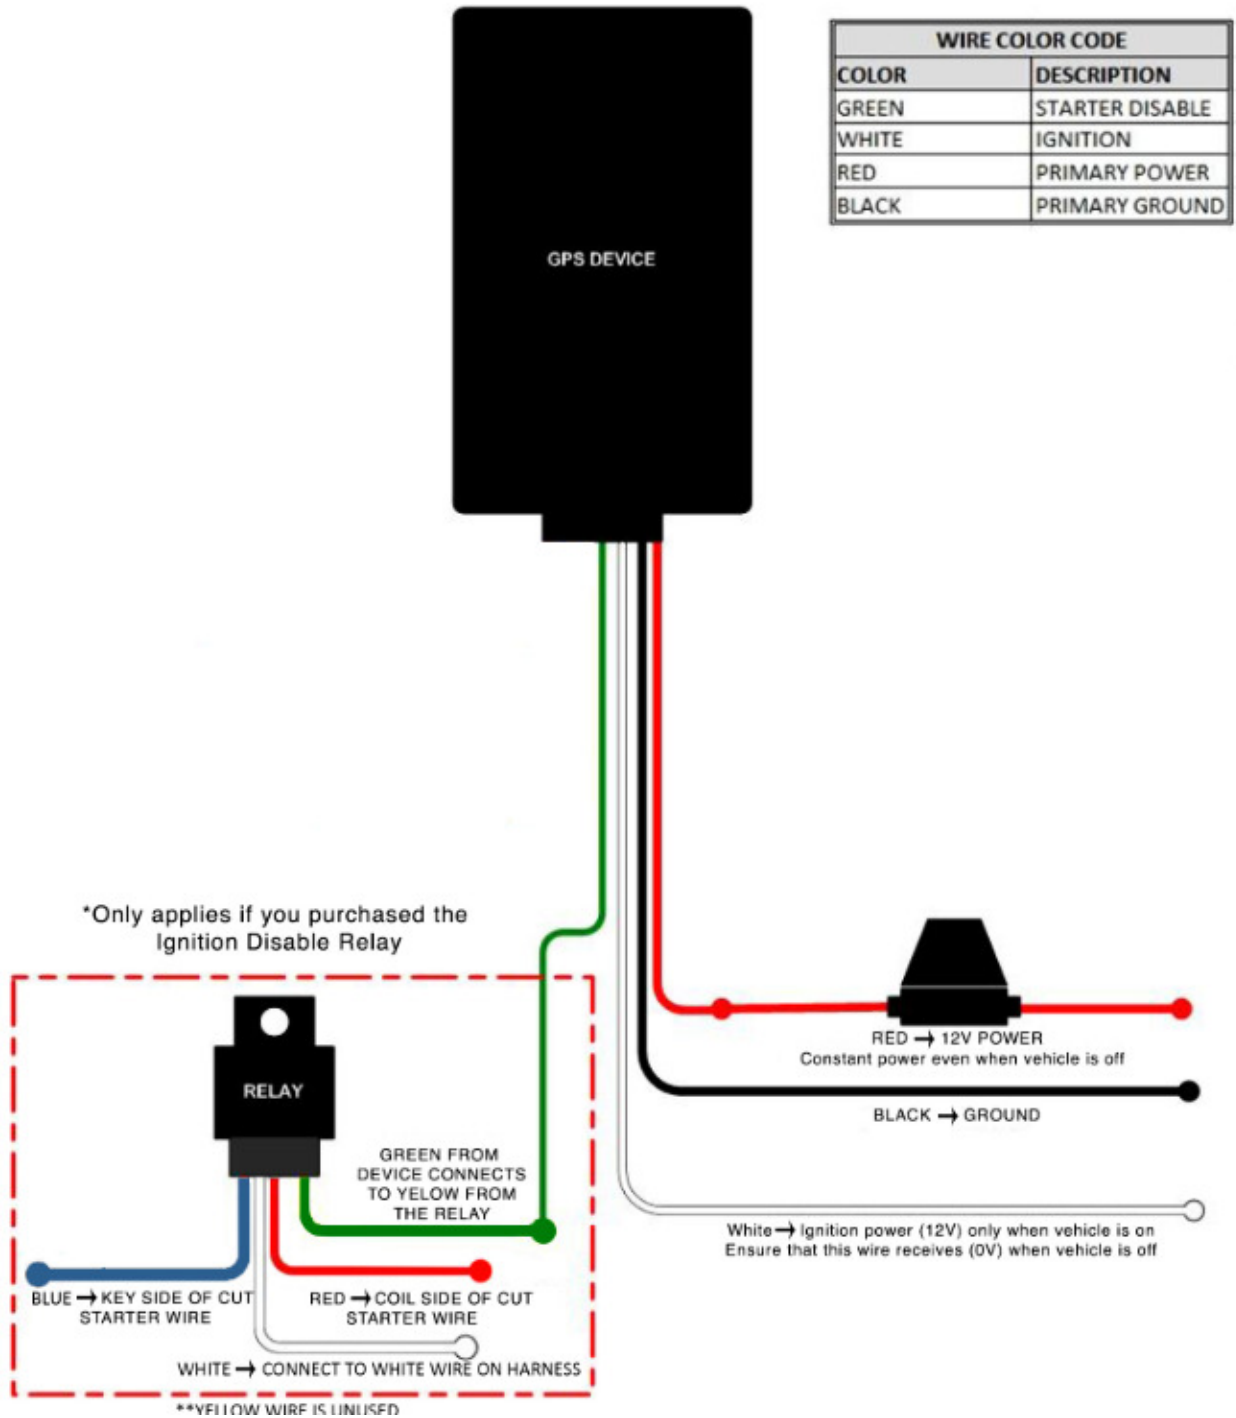 WIRE COLOR CODE
COLOR DESCRIPTION
GREEN STARTER DISABLE
WHITE IGNITION
RED PRIMARY POWER
BLACK PRIMARY GROUND
GPS DEVICE
*Only applies if you purchased the
Ignition Disable Relay
RELAY
GREEN FROM
DEVICE CONNECTS
TO YELOW FROM
THE RELAY
BLUE → KEY SIDE OF CUT
STARTER WIRE
RED → COIL SIDE OF CUT
STARTER WIRE
WHITE → CONNECT TO WHITE WIRE ON HARNESS
**YELLOW WIRE IS UNUSED
RED → 12V POWER
Constant power even when vehicle is off
BLACK → GROUND
White → Ignition power (12V) only when vehicle is on
Ensure that this wire receives (0V) when vehicle is off